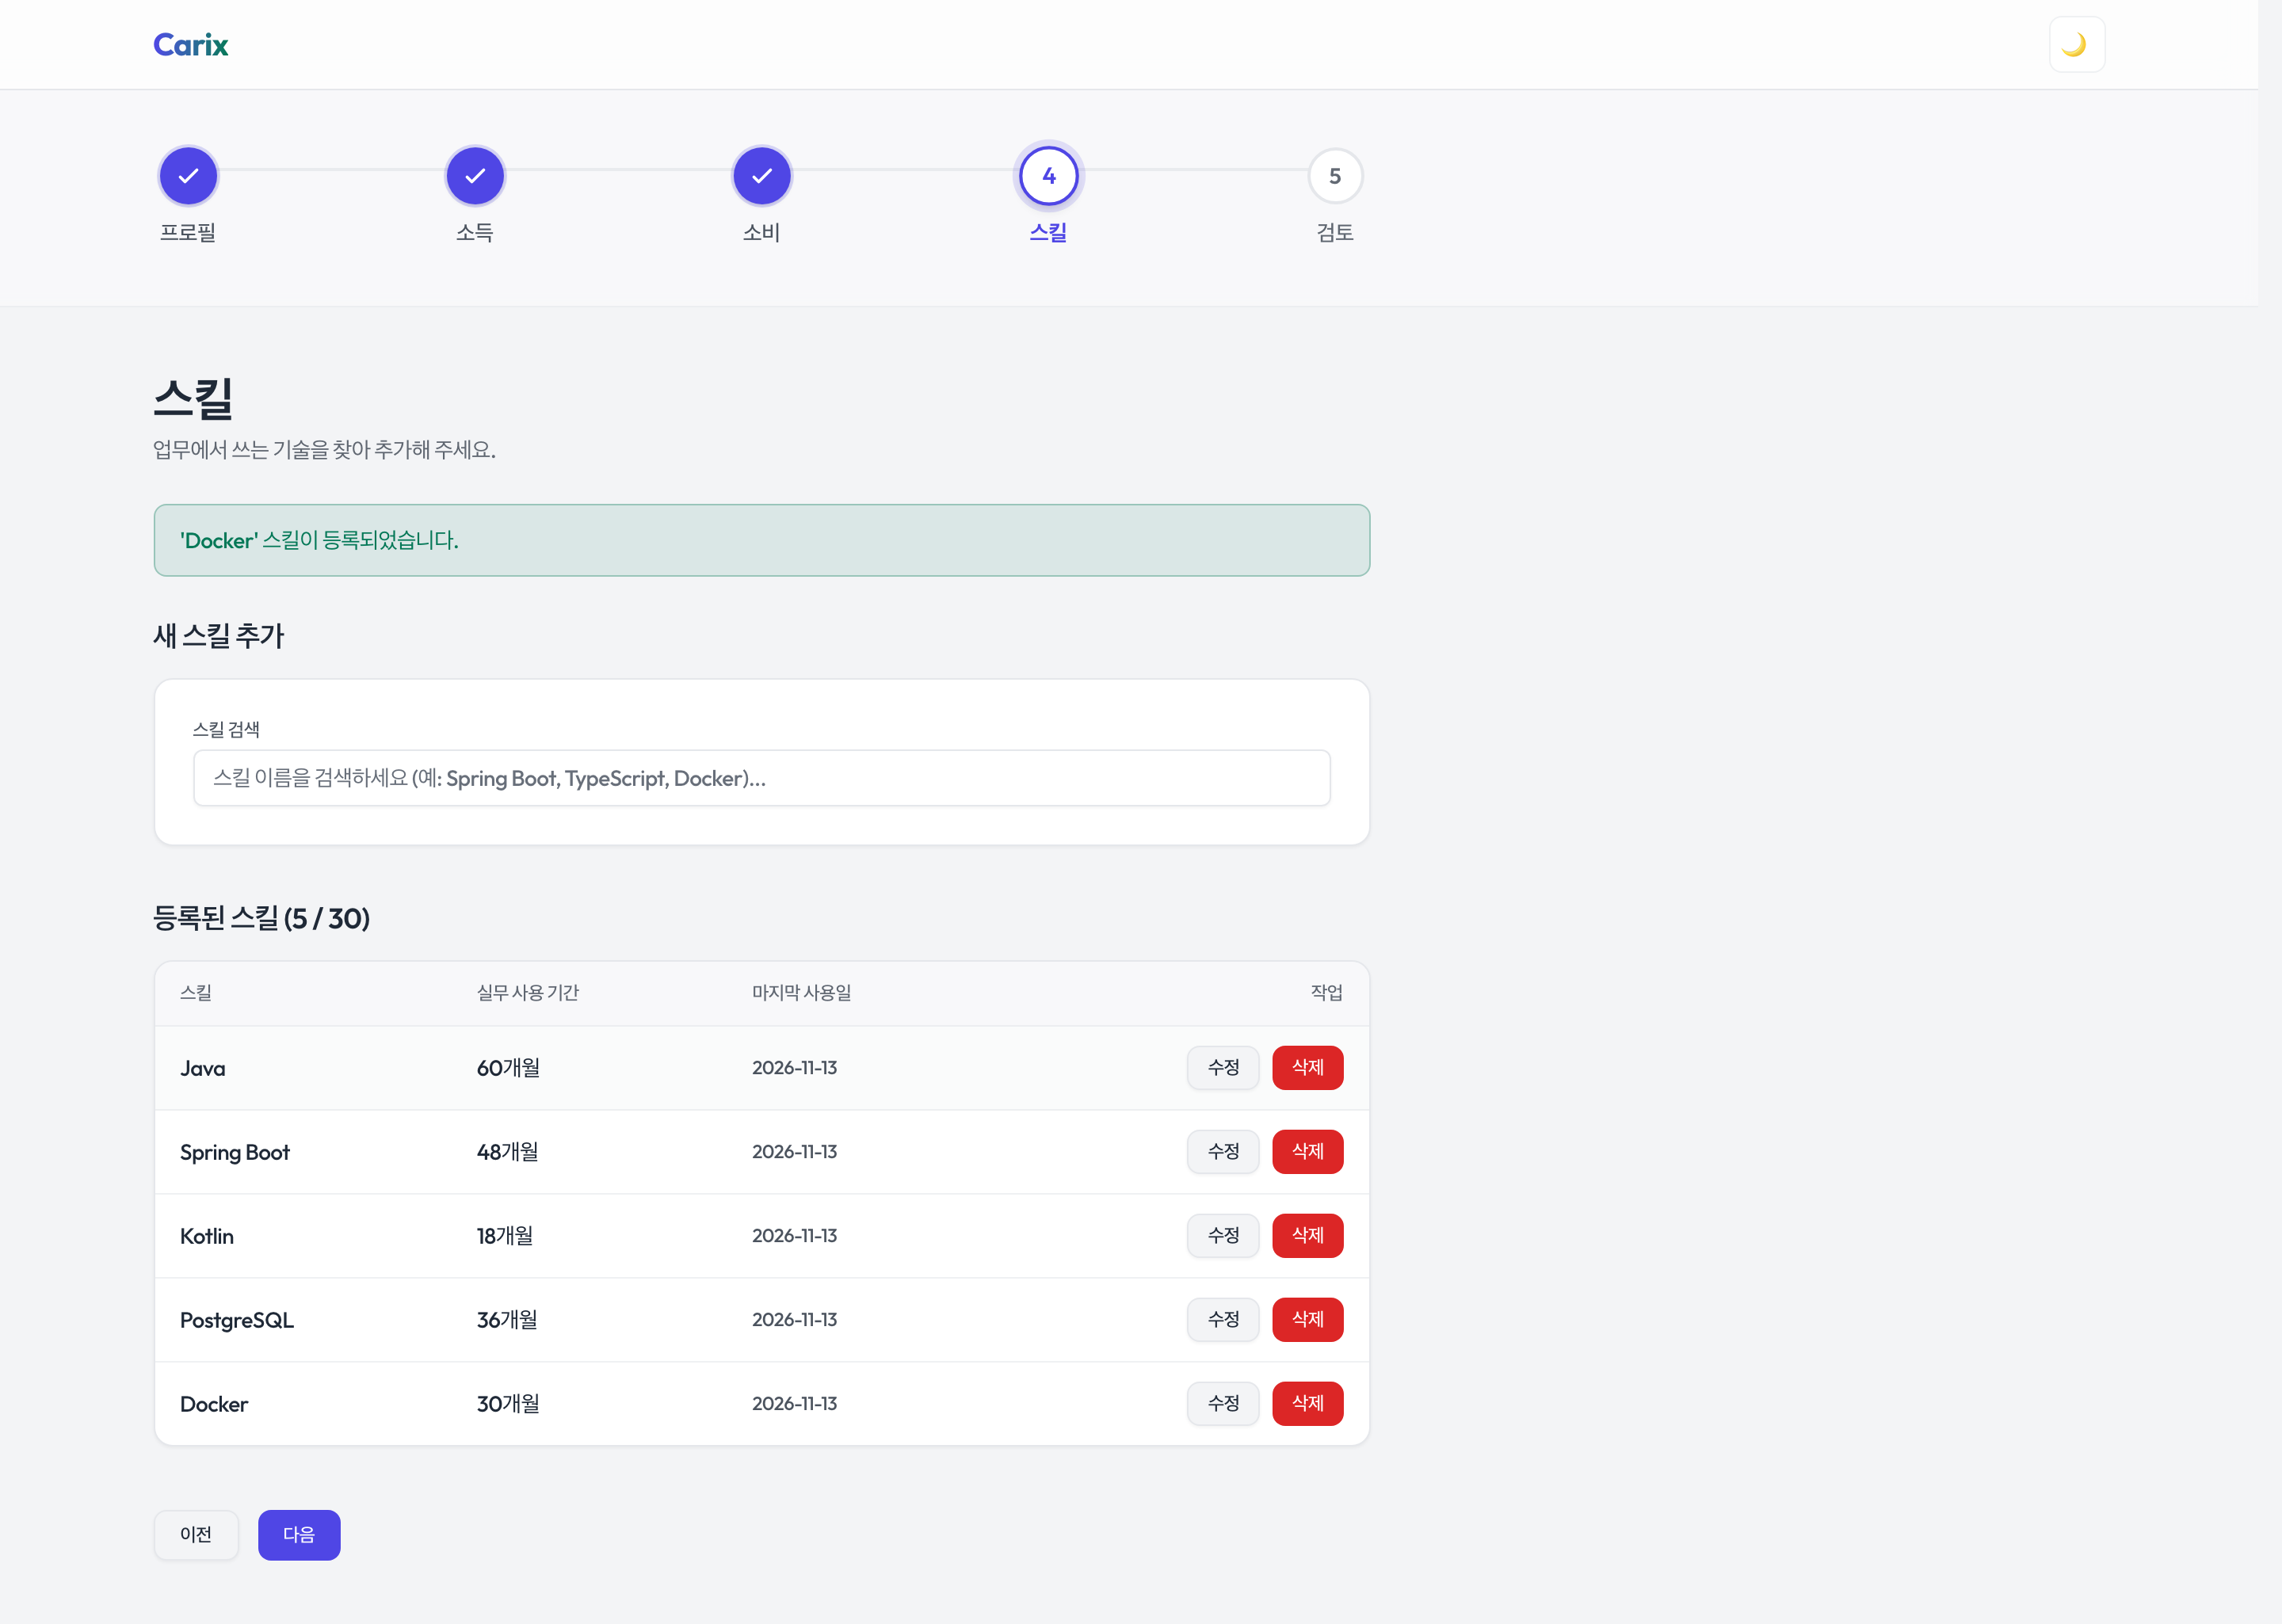 Carix
4
5
프로필
소득
소비
스킬
검토
스킬
업무에서 쓰는 기술을 찾아 추가해 주세요.
'Docker' 스킬이 등록되었습니다.
새 스킬 추가
스킬 검색
스킬 이름을 검색하세요 (예: Spring Boot, TypeScript, Docker)...
등록된 스킬 (5 / 30)
스킬 실무 사용 기간 마지막 사용일 작업
Java 60개월 2026-11-13 수정 삭제
Spring Boot 48개월 2026-11-13 수정 삭제
Kotlin 18개월 2026-11-13 수정 삭제
PostgreSQL 36개월 2026-11-13 수정 삭제
Docker 30개월 2026-11-13 수정 삭제
이전 다음